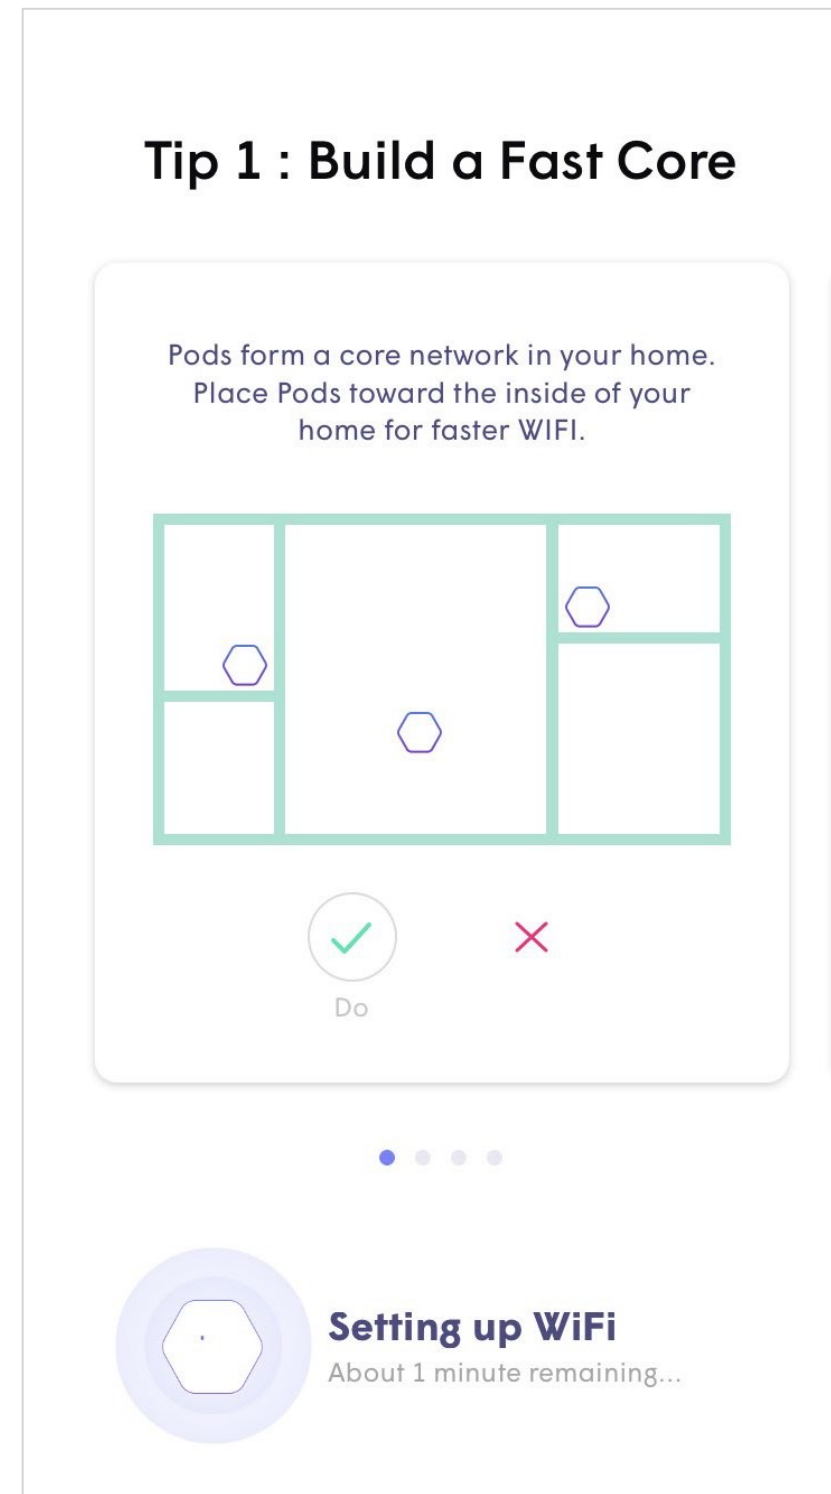 Tip 1 : Build a Fast Core
Pods form a core network in your home.
Place Pods toward the inside of your
home for faster WIFI.
Do
Setting up WiFi
About 1 minute remaining...